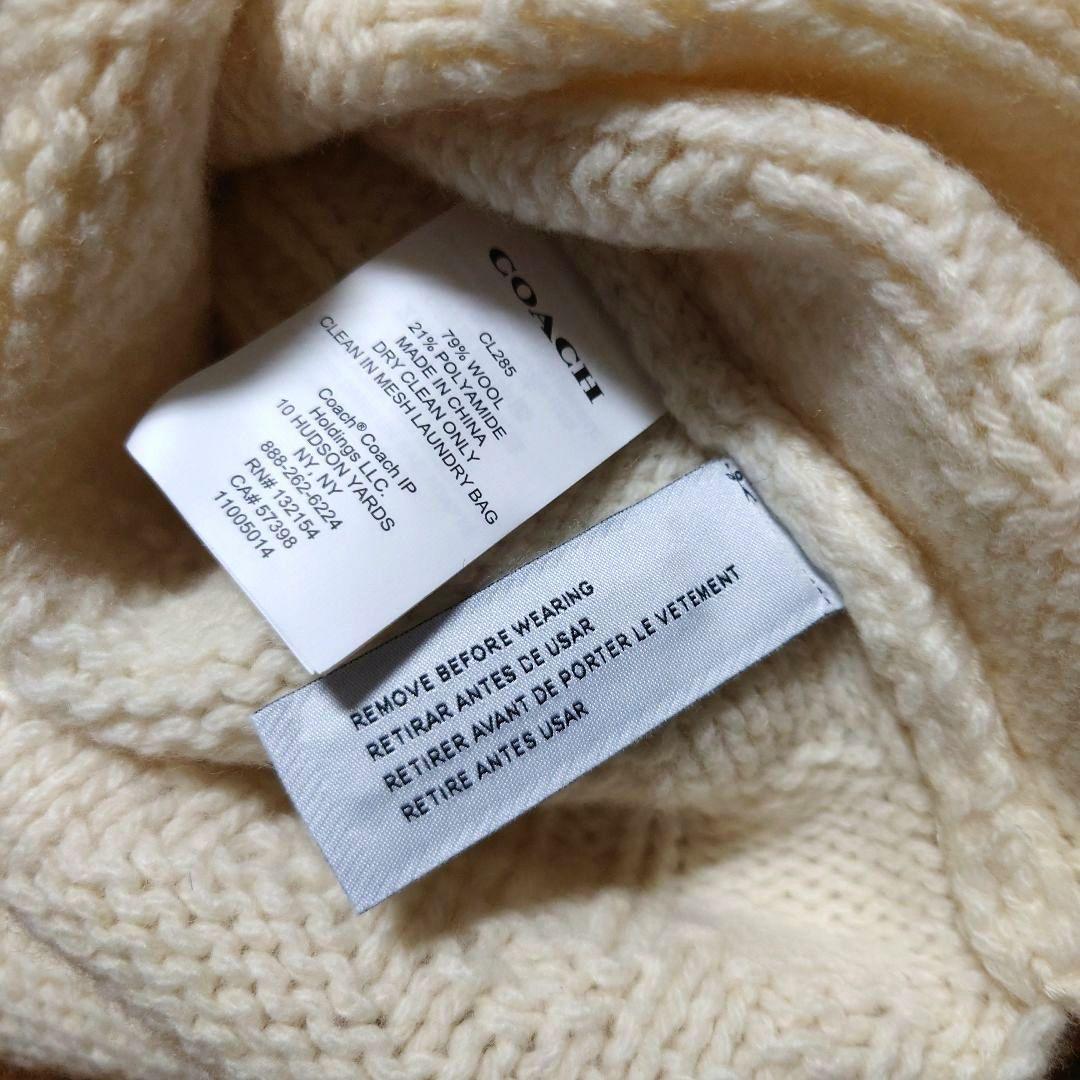 COACH
CL285
79% WOOL
21% POLYAMIDE
MADE IN CHINA
DRY CLEAN ONLY
CLEAN IN MESH LAUNDRY BAG
Coach® Coach IP
Holdings LLC.
10 HUDSON YARDS
NY, NY
888-262-6224
RN# 132154
CA# 57398
11005014
REMOVE BEFORE WEARING
RETIRAR ANTES DE USAR
RETIRER AVANT DE PORTER LE VETEMENT
RETIRE ANTES USAR